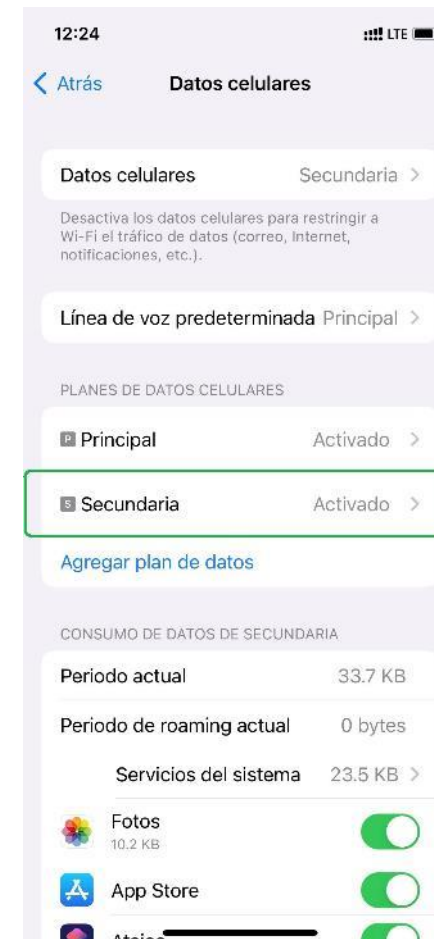 12:24
LTE
Atrás
Datos celulares
Datos celulares Secundaria
Desactiva los datos celulares para restringir a
Wi-Fi el tráfico de datos (correo, Internet,
notificaciones, etc.).
Línea de voz predeterminada Principal
PLANES DE DATOS CELULARES
P Principal Activado
S Secundaria Activado
Agregar plan de datos
CONSUMO DE DATOS DE SECUNDARIA
Periodo actual 33.7 KB
Periodo de roaming actual 0 bytes
Servicios del sistema 23.5 KB
Fotos
10.2 KB
App Store